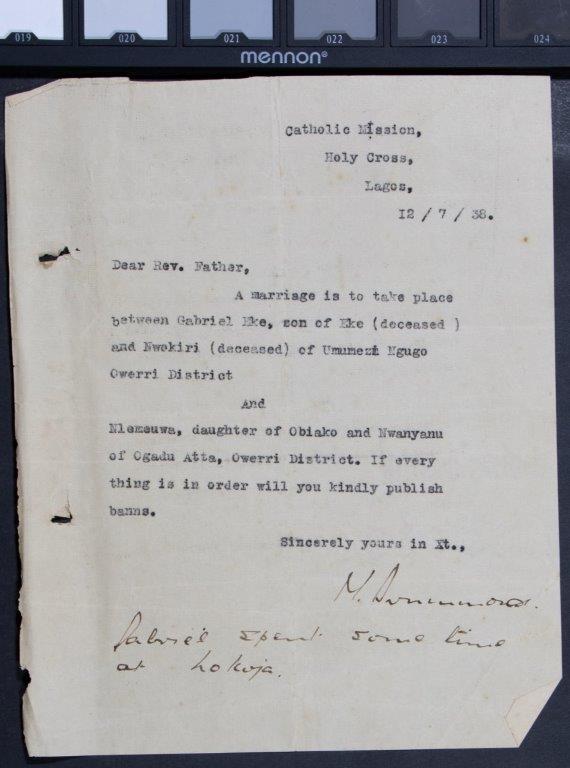 019 020 021 022 023 024
mennon®
Catholic Mission,
Holy Cross,
Lagos,
12 / 7 / 38.
Dear Rev. Father,
A marriage is to take place
between Gabriel Eke, son of Eke (deceased )
and Nwokiri (deceased) of Umumezi Ngugo
Owerri District
And
Nlemeuwa, daughter of Obiako and Nwanyanu
of Ogadu Atta, Owerri District. If every
thing is in order will you kindly publish
banns.
Sincerely yours in Xt.,
M. Drummond.
Gabriel spent some time
at Lokoja.